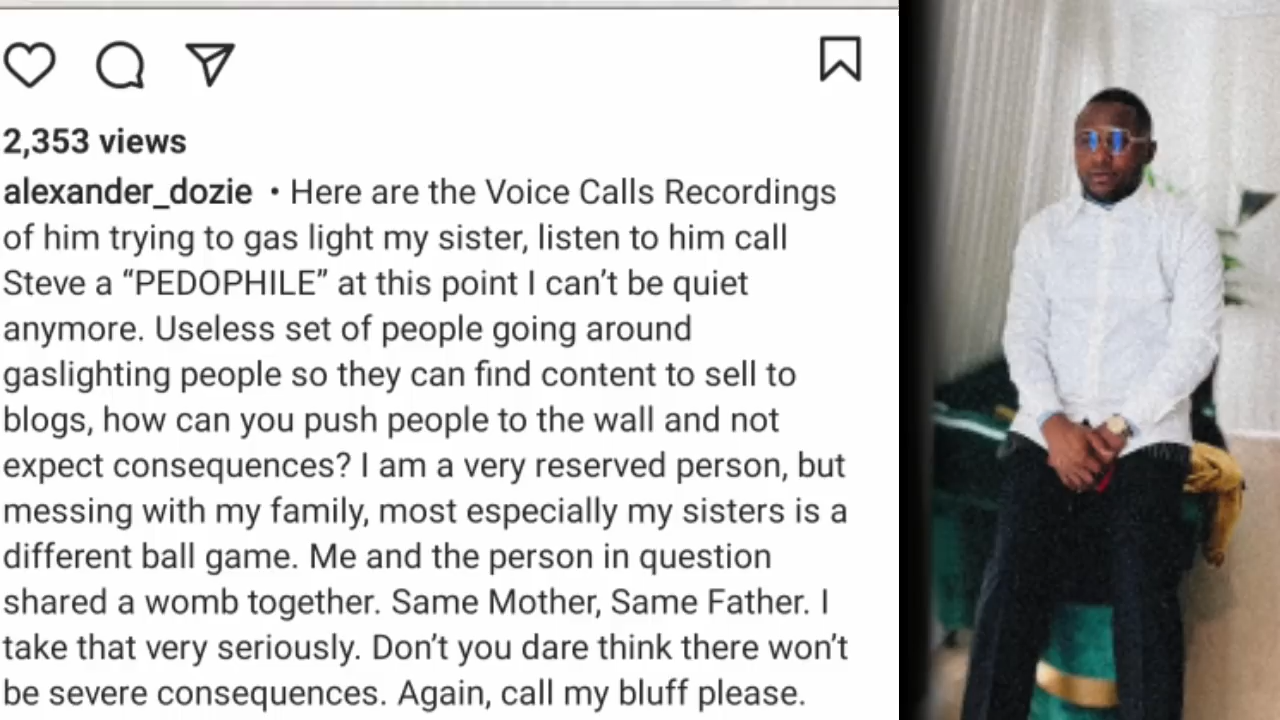 2,353 views
alexander_dozie • Here are the Voice Calls Recordings
of him trying to gas light my sister, listen to him call
Steve a “PEDOPHILE” at this point I can’t be quiet
anymore. Useless set of people going around
gaslighting people so they can find content to sell to
blogs, how can you push people to the wall and not
expect consequences? I am a very reserved person, but
messing with my family, most especially my sisters is a
different ball game. Me and the person in question
shared a womb together. Same Mother, Same Father. I
take that very seriously. Don’t you dare think there won’t
be severe consequences. Again, call my bluff please.